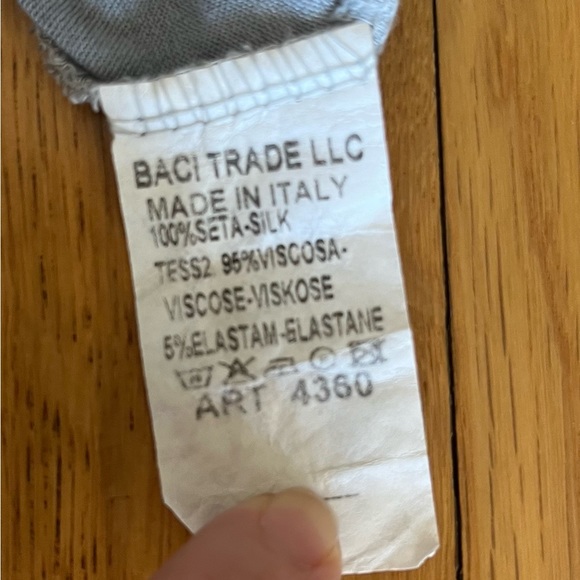 BACI TRADE LLC
MADE IN ITALY
100%SETA-SILK
TESS2 95%VISCOSA-
VISCOSE-VISKOSE
5%ELASTAM-ELASTANE
ART 4360